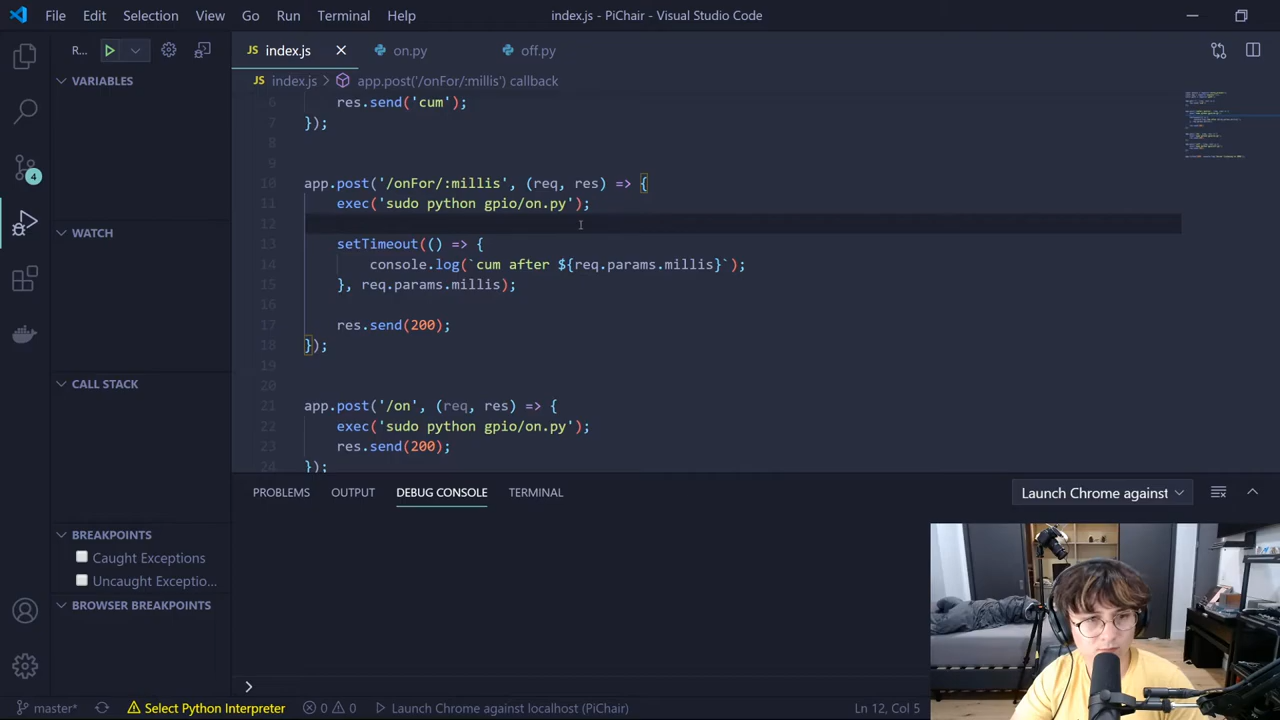 File Edit Selection View Go Run Terminal Help index.js - PiChair - Visual Studio Code
R... JS index.js on.py off.py
JS index.js > app.post('/onFor/:millis') callback
VARIABLES
WATCH
CALL STACK
BREAKPOINTS
Caught Exceptions
Uncaught Exceptio...
BROWSER BREAKPOINTS
4
6 res.send('cum');
7 });
8
9
10 app.post('/onFor/:millis', (req, res) => {
11 exec('sudo python gpio/on.py');
12
13 setTimeout(() => {
14 console.log(`cum after ${req.params.millis}`);
15 }, req.params.millis);
16
17 res.send(200);
18 });
19
20
21 app.post('/on', (req, res) => {
22 exec('sudo python gpio/on.py');
23 res.send(200);
24 });
PROBLEMS OUTPUT DEBUG CONSOLE TERMINAL Launch Chrome against
>
master* Select Python Interpreter 0 0 Launch Chrome against localhost (PiChair) Ln 12, Col 5